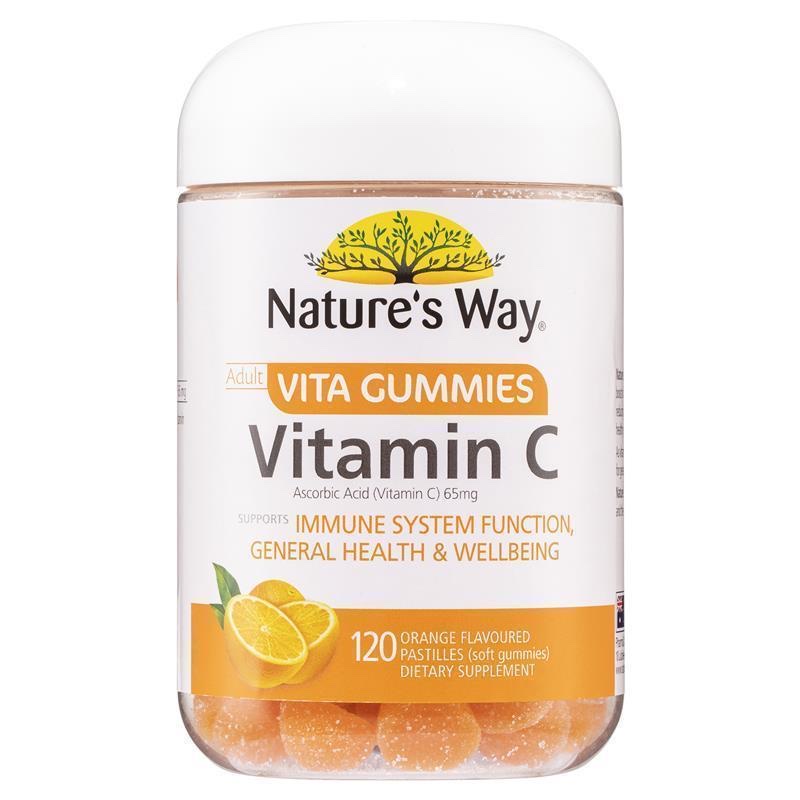 Nature's Way®
Adult VITA GUMMIES
Vitamin C
Ascorbic Acid (Vitamin C) 65mg
SUPPORTS IMMUNE SYSTEM FUNCTION,
GENERAL HEALTH & WELLBEING
120 ORANGE FLAVOURED
PASTILLES (soft gummies)
DIETARY SUPPLEMENT